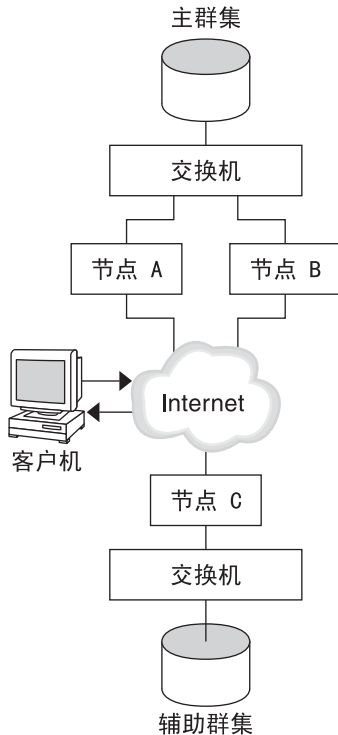 主群集
交换机
节点 A
节点 B
Internet
客户机
节点 C
交换机
辅助群集